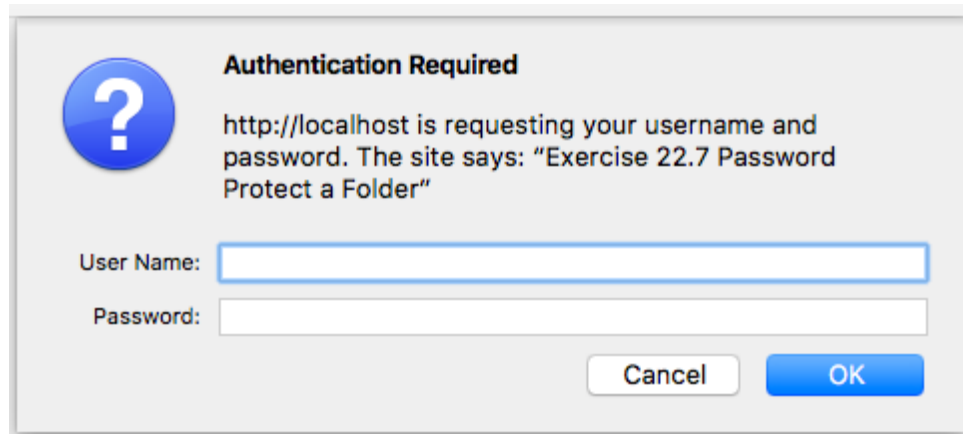 Authentication Required
http://localhost is requesting your username and
password. The site says: “Exercise 22.7 Password
Protect a Folder”
User Name:
Password:
Cancel OK